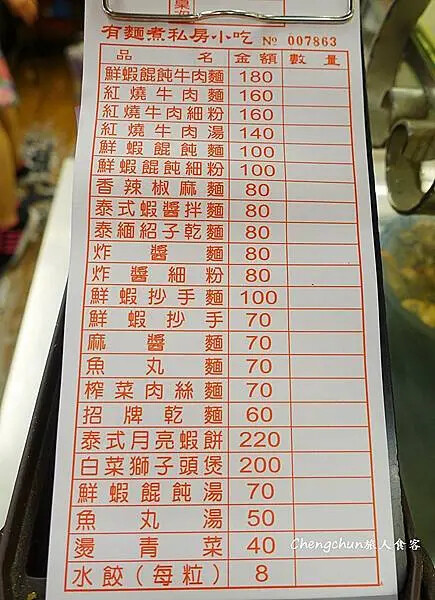 有麵煮私房小吃 № 007863
品 名 金額 數 量
鮮蝦餛飩牛肉麵 180
紅燒牛肉麵 160
紅燒牛肉細粉 160
紅燒牛肉湯 140
鮮蝦餛飩麵 100
鮮蝦餛飩細粉 100
香辣椒麻麵 80
泰式蝦醬拌麵 80
泰緬紹子乾麵 80
炸醬麵 80
炸醬細粉 80
鮮蝦抄手麵 100
鮮蝦抄手 70
麻醬麵 70
魚丸麵 70
榨菜肉絲麵 70
招牌乾麵 60
泰式月亮蝦餅 220
白菜獅子頭煲 200
鮮蝦餛飩湯 70
魚丸湯 50
燙青菜 40
水餃(每粒) 8
Chengchun旅人食客